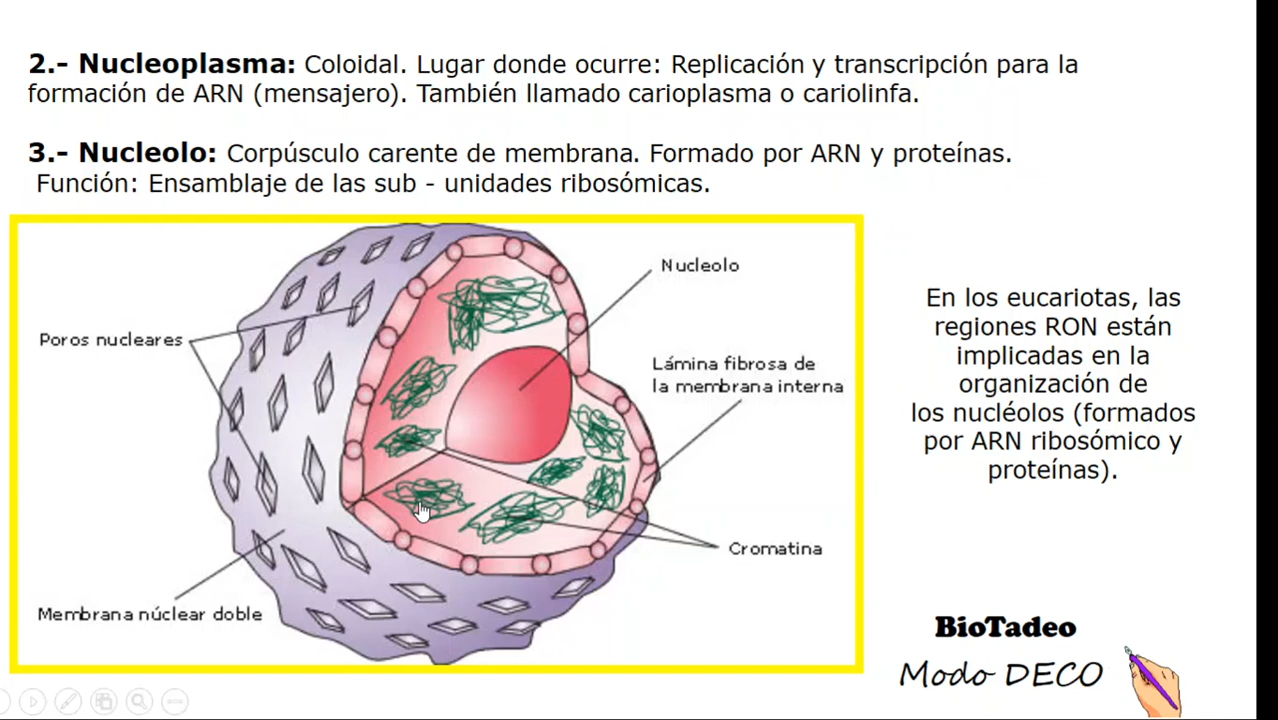 2.- Nucleoplasma: Coloidal. Lugar donde ocurre: Replicación y transcripción para la
formación de ARN (mensajero). También llamado carioplasma o cariolinfa.
3.- Nucleolo: Corpúsculo carente de membrana. Formado por ARN y proteínas.
Función: Ensamblaje de las sub - unidades ribosómicas.
Nucleolo
Poros nucleares
Lámina fibrosa de
la membrana interna
Cromatina
Membrana núclear doble
En los eucariotas, las
regiones RON están
implicadas en la
organización de
los nucléolos (formados
por ARN ribosómico y
proteínas).
BioTadeo
Modo DECO